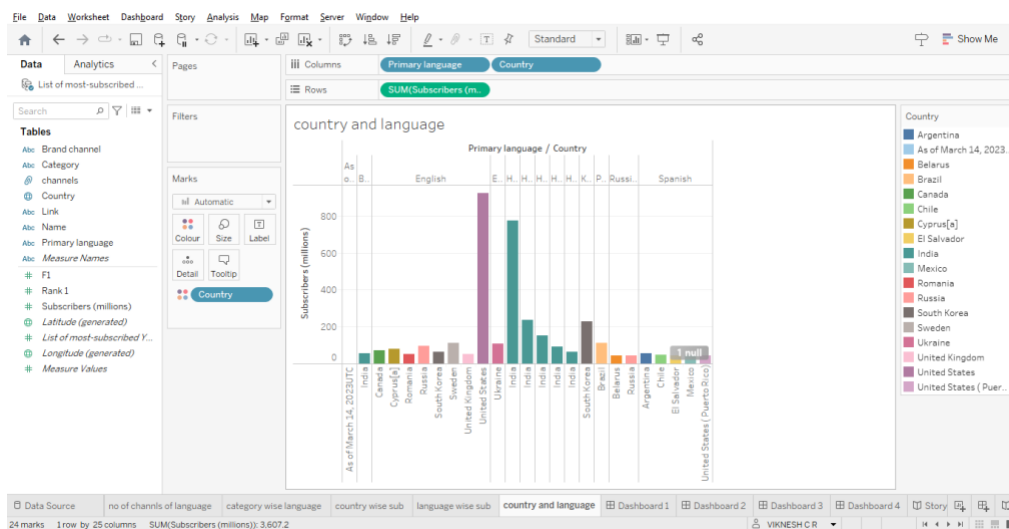 File Data Worksheet Dashboard Story Analysis Map Format Server Window Help
Standard
Show Me
Data Analytics
List of most-subscribed ...
Search
Tables
Abc Brand channel
Abc Category
channels
Country
Abc Link
Abc Name
Abc Primary language
Abc Measure Names
# F1
# Rank 1
# Subscribers (millions)
Latitude (generated)
# List of most-subscribed Y...
Longitude (generated)
# Measure Values
Pages
Filters
Marks
Automatic
Colour Size Label
Detail Tooltip
Country
Columns Primary language Country
Rows SUM(Subscribers (m..
country and language
Primary language / Country
As o.. B.. English E.. H.. H.. H.. H.. H.. K.. P.. Russi.. Spanish
Subscribers (millions)
800
600
400
200
0
1 null
As of March 14, 2023UTC
India
Canada
Cyprus[a]
Romania
Russia
South Korea
Sweden
United Kingdom
United States
Ukraine
India
India
India
India
India
South Korea
Brazil
Belarus
Russia
Argentina
Chile
El Salvador
Mexico
United States ( Puerto Rico)
Country
Argentina
As of March 14, 2023..
Belarus
Brazil
Canada
Chile
Cyprus[a]
El Salvador
India
Mexico
Romania
Russia
South Korea
Sweden
Ukraine
United Kingdom
United States
United States ( Puer..
Data Source no of channls of language category wise language country wise sub language wise sub country and language Dashboard 1 Dashboard 2 Dashboard 3 Dashboard 4 Story
24 marks 1 row by 25 columns SUM(Subscribers (millions)): 3,607.2 VIKNESH C R